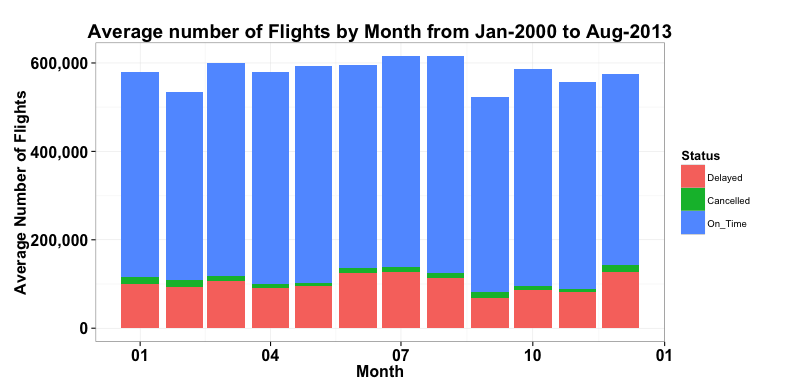 Average number of Flights by Month from Jan-2000 to Aug-2013
600,000
400,000
200,000
0
Average Number of Flights
01
04
07
10
01
Month
Status
Delayed
Cancelled
On_Time